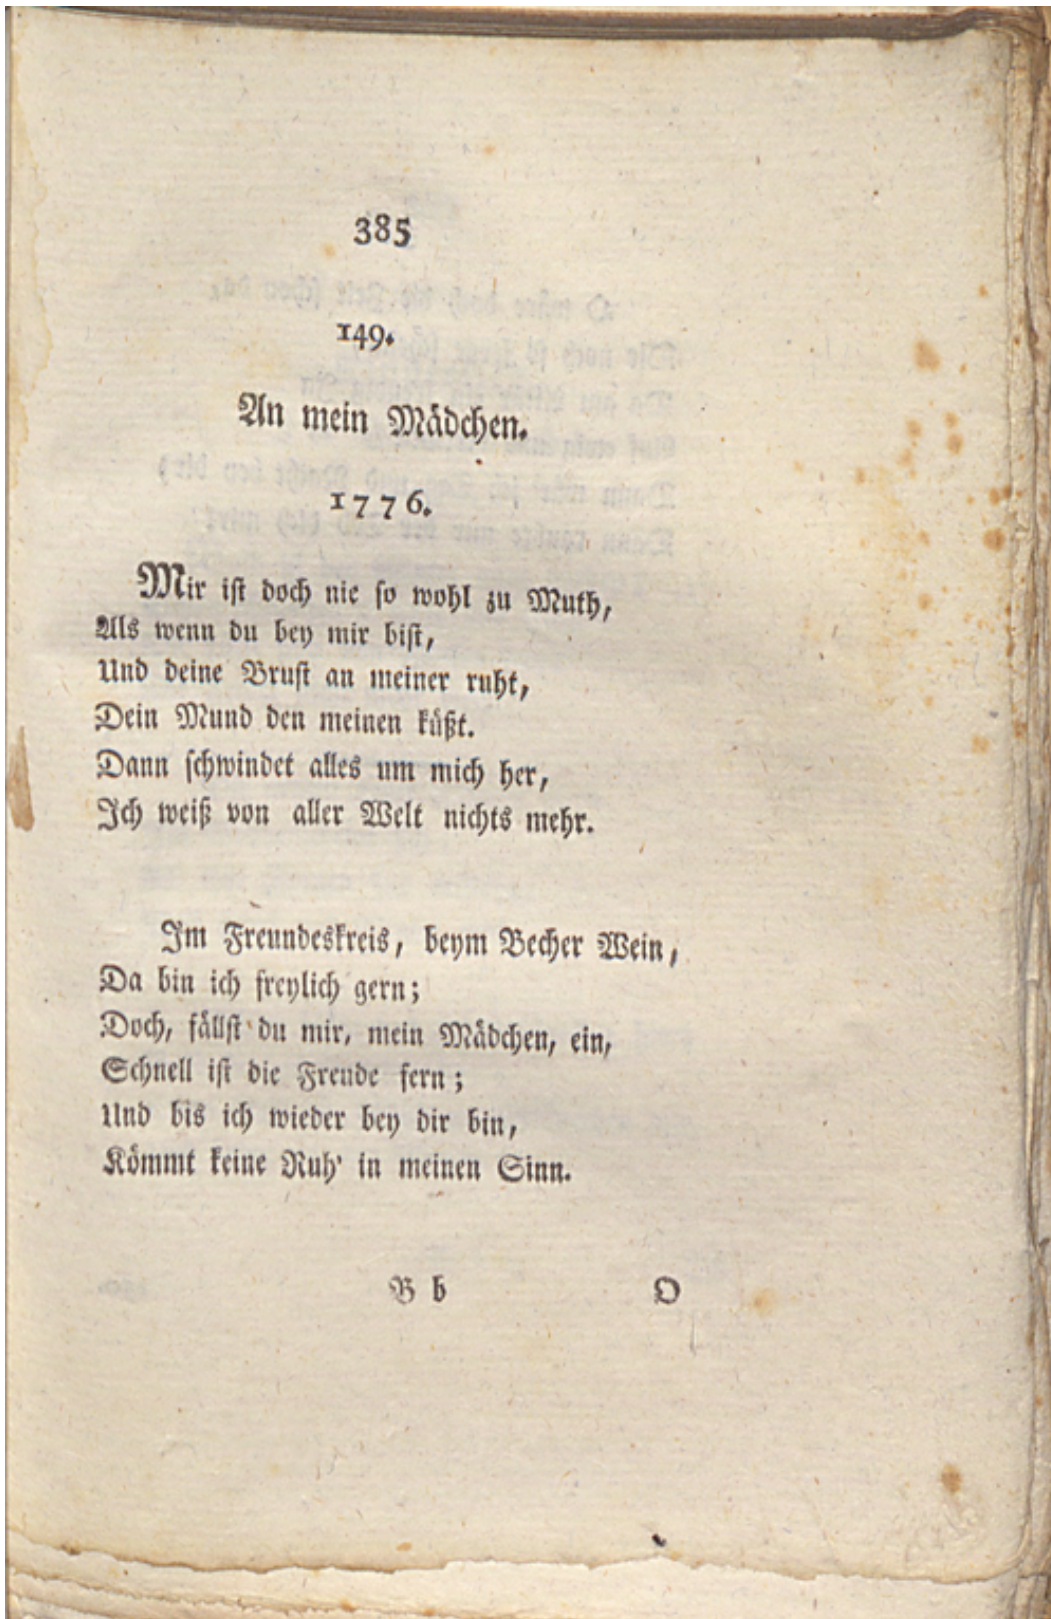 385
149.
An mein Mädchen.
1776.
Mir ist doch nie so wohl zu Muth,
Als wenn du bey mir bist,
Und deine Brust an meiner ruht,
Dein Mund den meinen küßt.
Dann schwindet alles um mich her,
Ich weiß von aller Welt nichts mehr.
Im Freundeskreis, beym Becher Wein,
Da bin ich freylich gern;
Doch, fällst du mir, mein Mädchen, ein,
Schnell ist die Freude fern;
Und bis ich wieder bey dir bin,
Kömmt keine Ruh' in meinen Sinn.
B b O